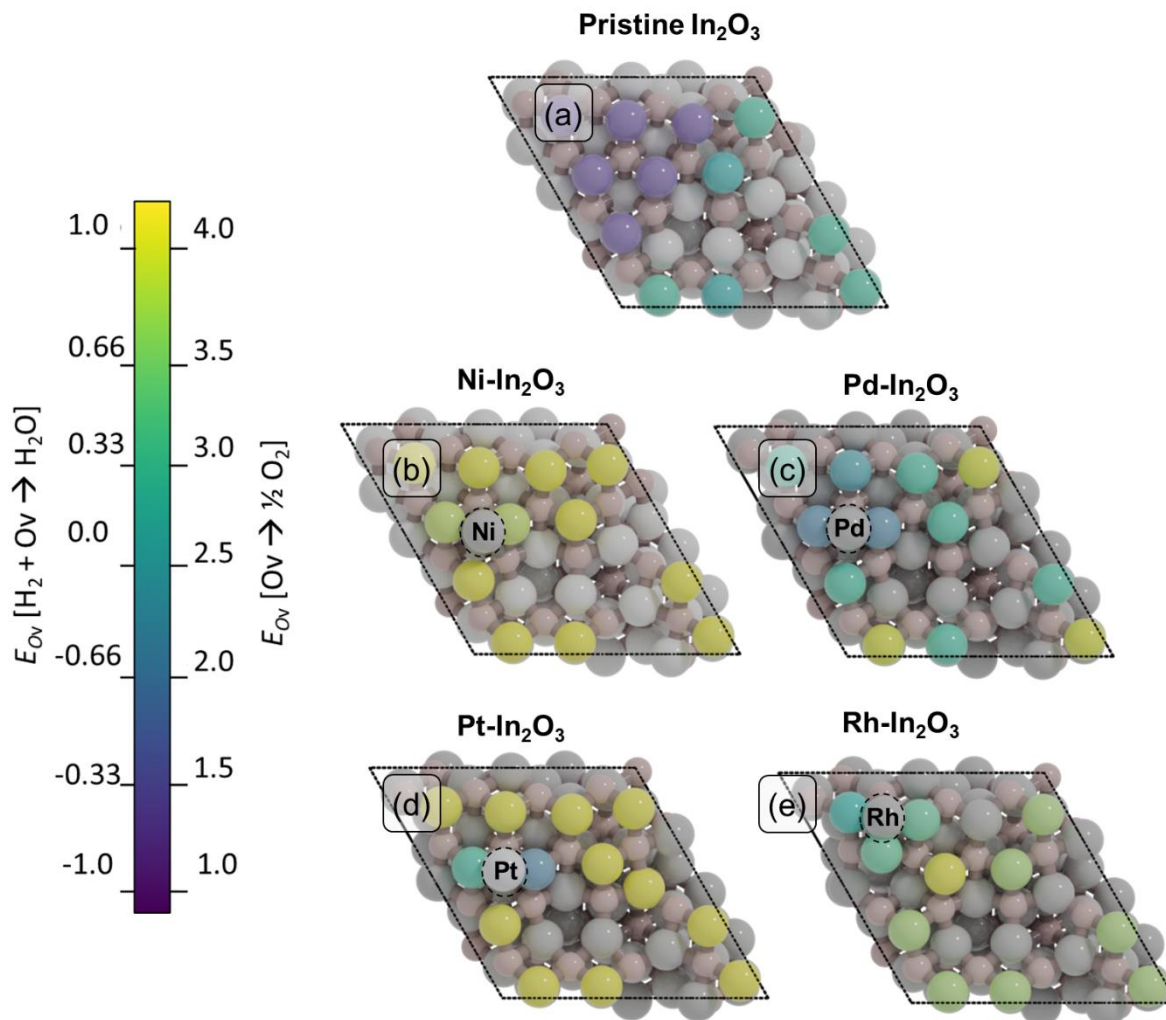 Pristine In₂O₃
(a)
1.0
4.0
0.66
3.5
0.33
3.0
0.0
2.5
-0.66
2.0
-0.33
1.5
-1.0
1.0
E_Ov [H₂ + Ov → H₂O]
E_Ov [Ov → ½ O₂]
Ni-In₂O₃
(b)
Ni
Pd-In₂O₃
(c)
Pd
Pt-In₂O₃
(d)
Pt
Rh-In₂O₃
(e)
Rh